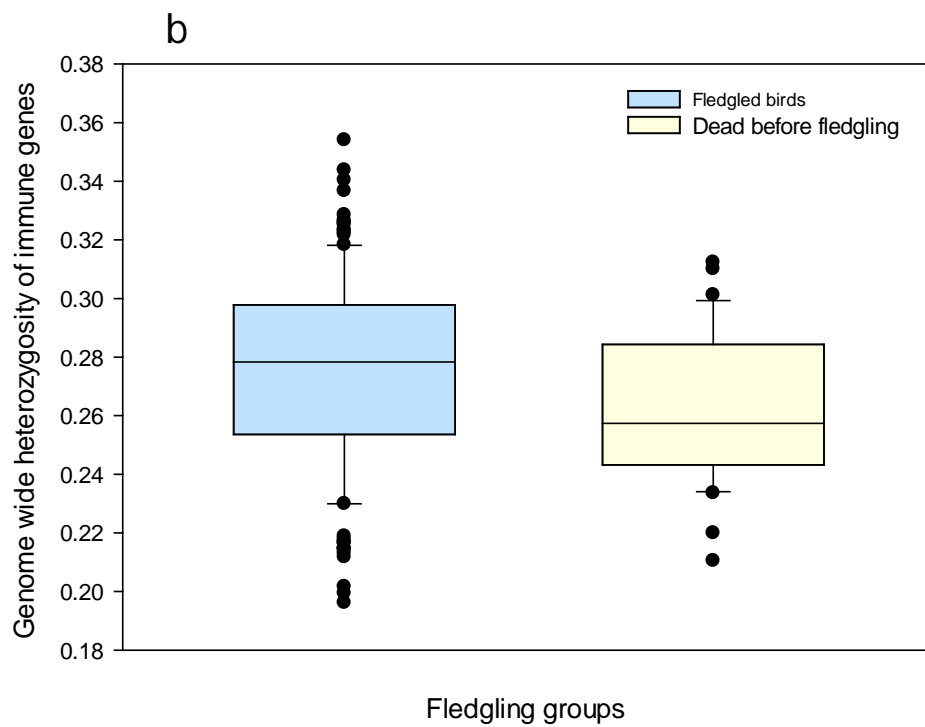 b
Genome wide heterozygosity of immune genes
0.38
0.36
0.34
0.32
0.30
0.28
0.26
0.24
0.22
0.20
0.18
Fledgled birds
Dead before fledgling
Fledgling groups